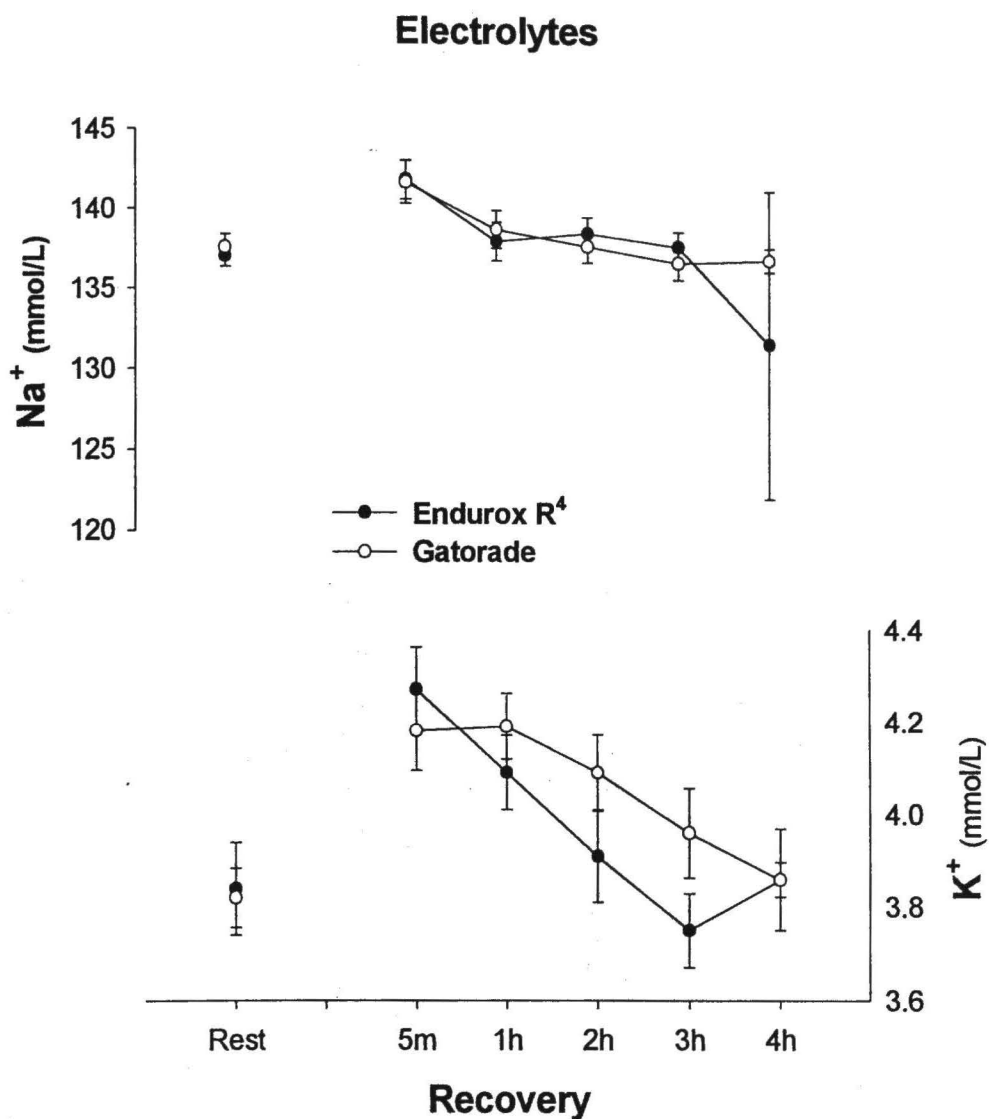 Electrolytes
145
140
135
130
125
120
Na+ (mmol/L)
Endurox R4
Gatorade
4.4
4.2
4.0
3.8
3.6
K+ (mmol/L)
Rest 5m 1h 2h 3h 4h
Recovery